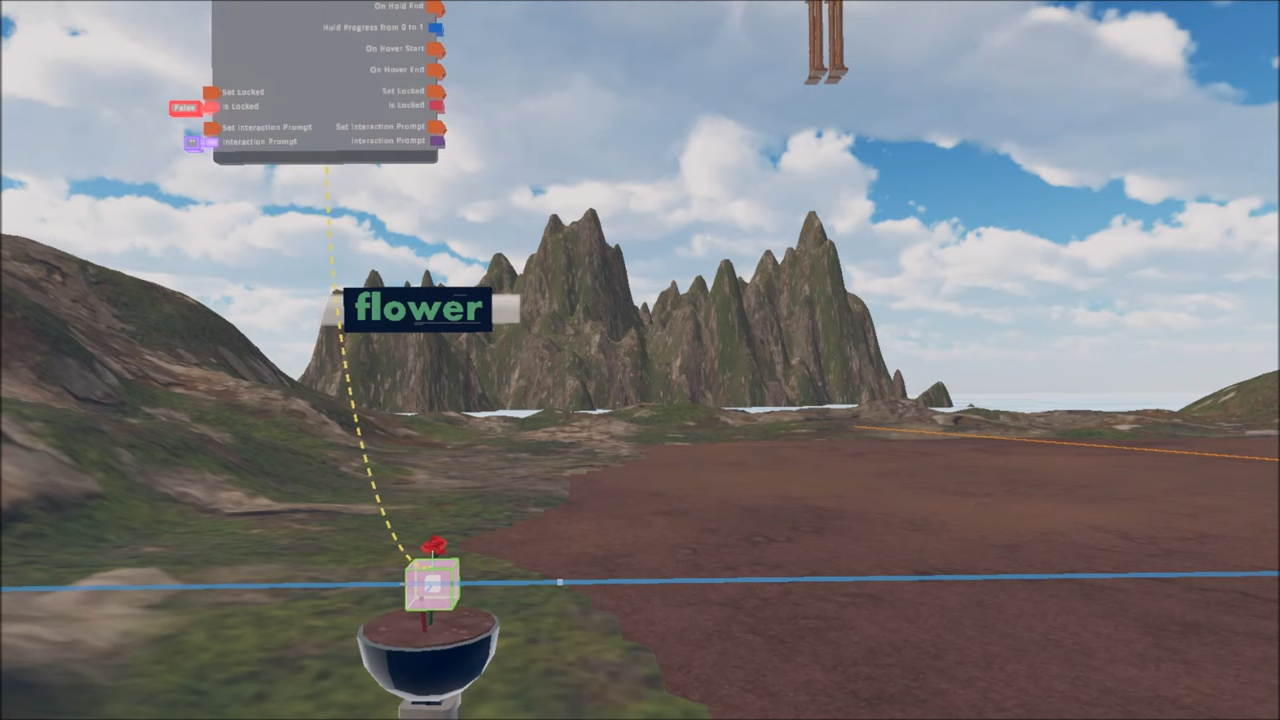 On Hold End
Hold Progress from 0 to 1
On Hover Start
On Hover End
Set Locked
Set Locked
False
Is Locked
Is Locked
Set Interaction Prompt
Set Interaction Prompt
Interaction Prompt
Interaction Prompt
flower